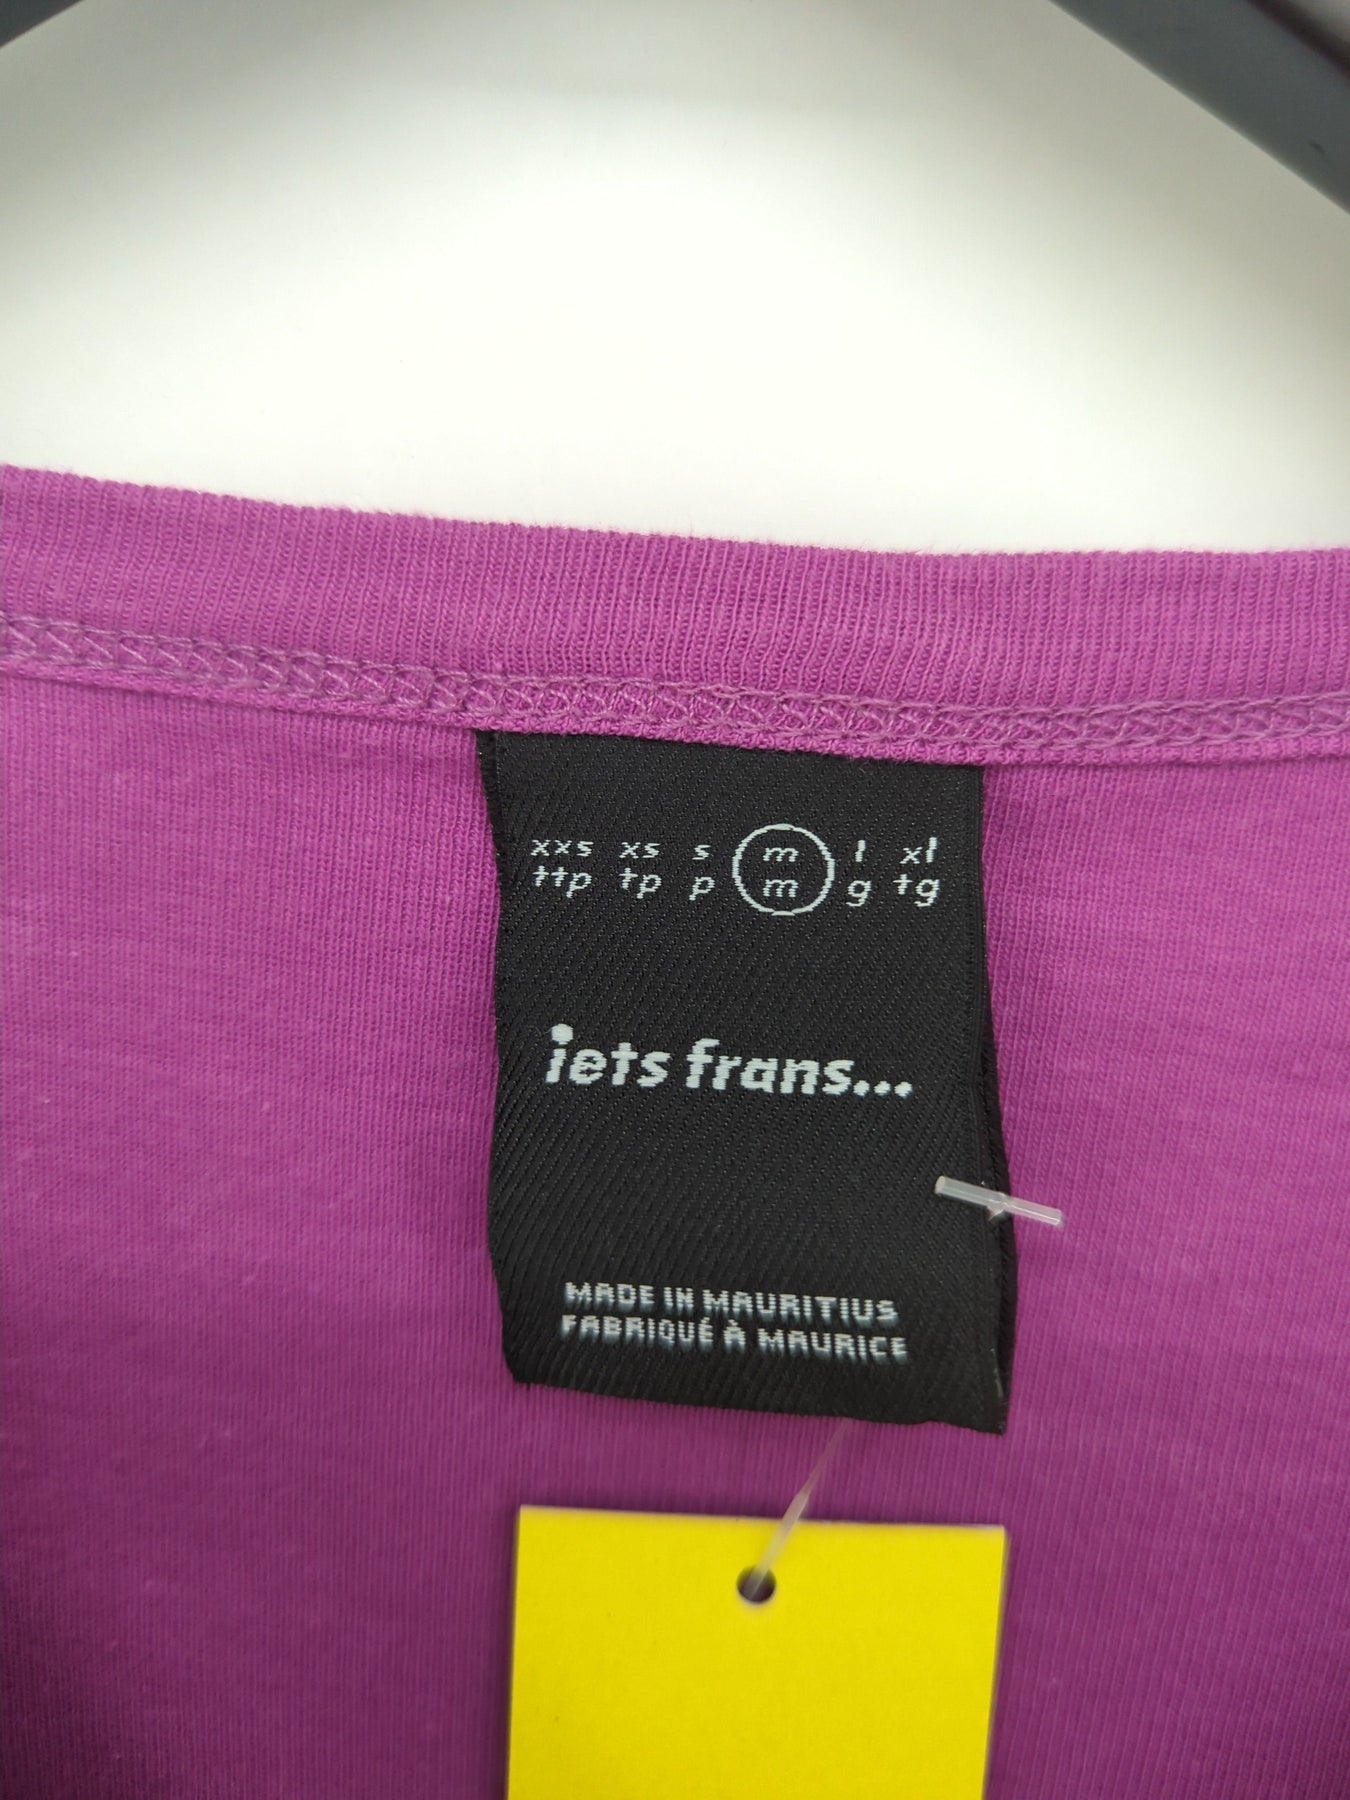 xxs xs s m l xl
ttp tp p m g tg
iets frans...
MADE IN MAURITIUS
FABRIQUÉ À MAURICE